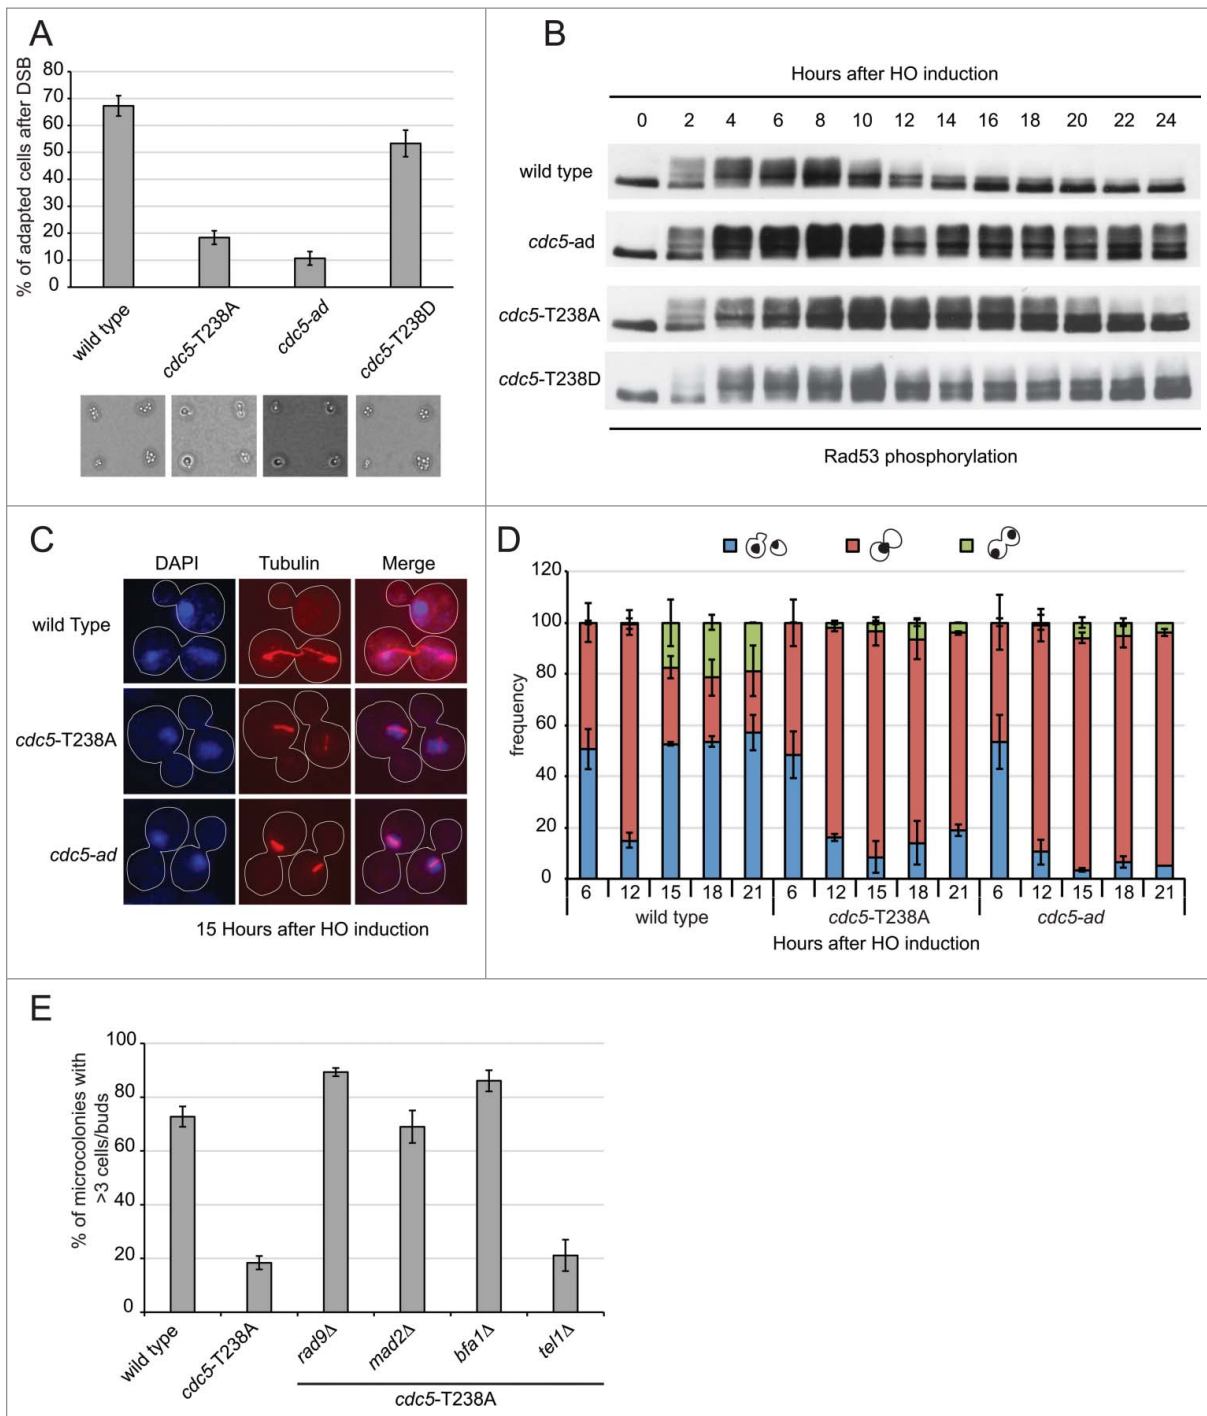 A
% of adapted cells after DSB
80
70
60
50
40
30
20
10
0
wild type
cdc5-T238A
cdc5-ad
cdc5-T238D
B
Hours after HO induction
0 2 4 6 8 10 12 14 16 18 20 22 24
wild type
cdc5-ad
cdc5-T238A
cdc5-T238D
Rad53 phosphorylation
C
DAPI Tubulin Merge
wild Type
cdc5-T238A
cdc5-ad
15 Hours after HO induction
D
frequency
120
100
80
60
40
20
0
6 12 15 18 21 6 12 15 18 21 6 12 15 18 21
wild type cdc5-T238A cdc5-ad
Hours after HO induction
E
% of microcolonies with
>3 cells/buds
100
80
60
40
20
0
wild type
cdc5-T238A
rad9Δ
mad2Δ
bfa1Δ
tel1Δ
cdc5-T238A